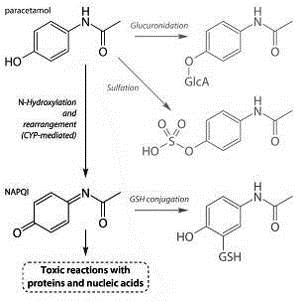 paracetamol
H
N
O
HO
Glucuronidation
H
N
O
O
GlcA
N-Hydroxylation
and
rearrangement
(CYP-mediated)
Sulfation
O O
S
HO O
H
N
O
NAPQI
N
O
O
GSH conjugation
H
N
O
HO
GSH
Toxic reactions with
proteins and nucleic acids